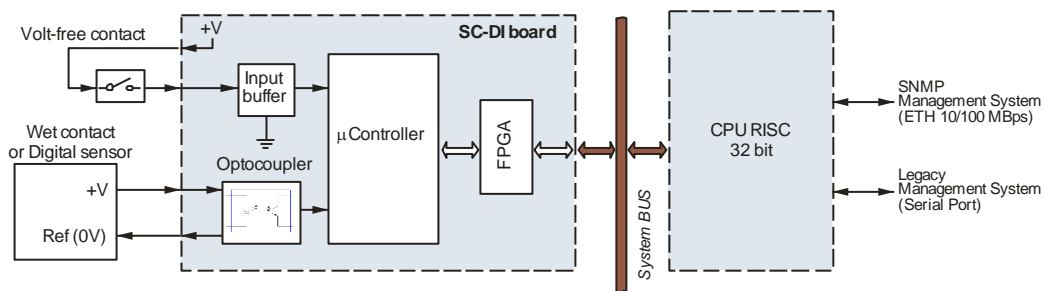 Volt-free contact
+V
SC-DI board
Input
buffer
μ Controller
FPGA
Wet contact
or Digital sensor
Optocoupler
+V
Ref (0V)
System BUS
CPU RISC
32 bit
SNMP
Management System
(ETH 10/100 MBps)
Legacy
Management System
(Serial Port)